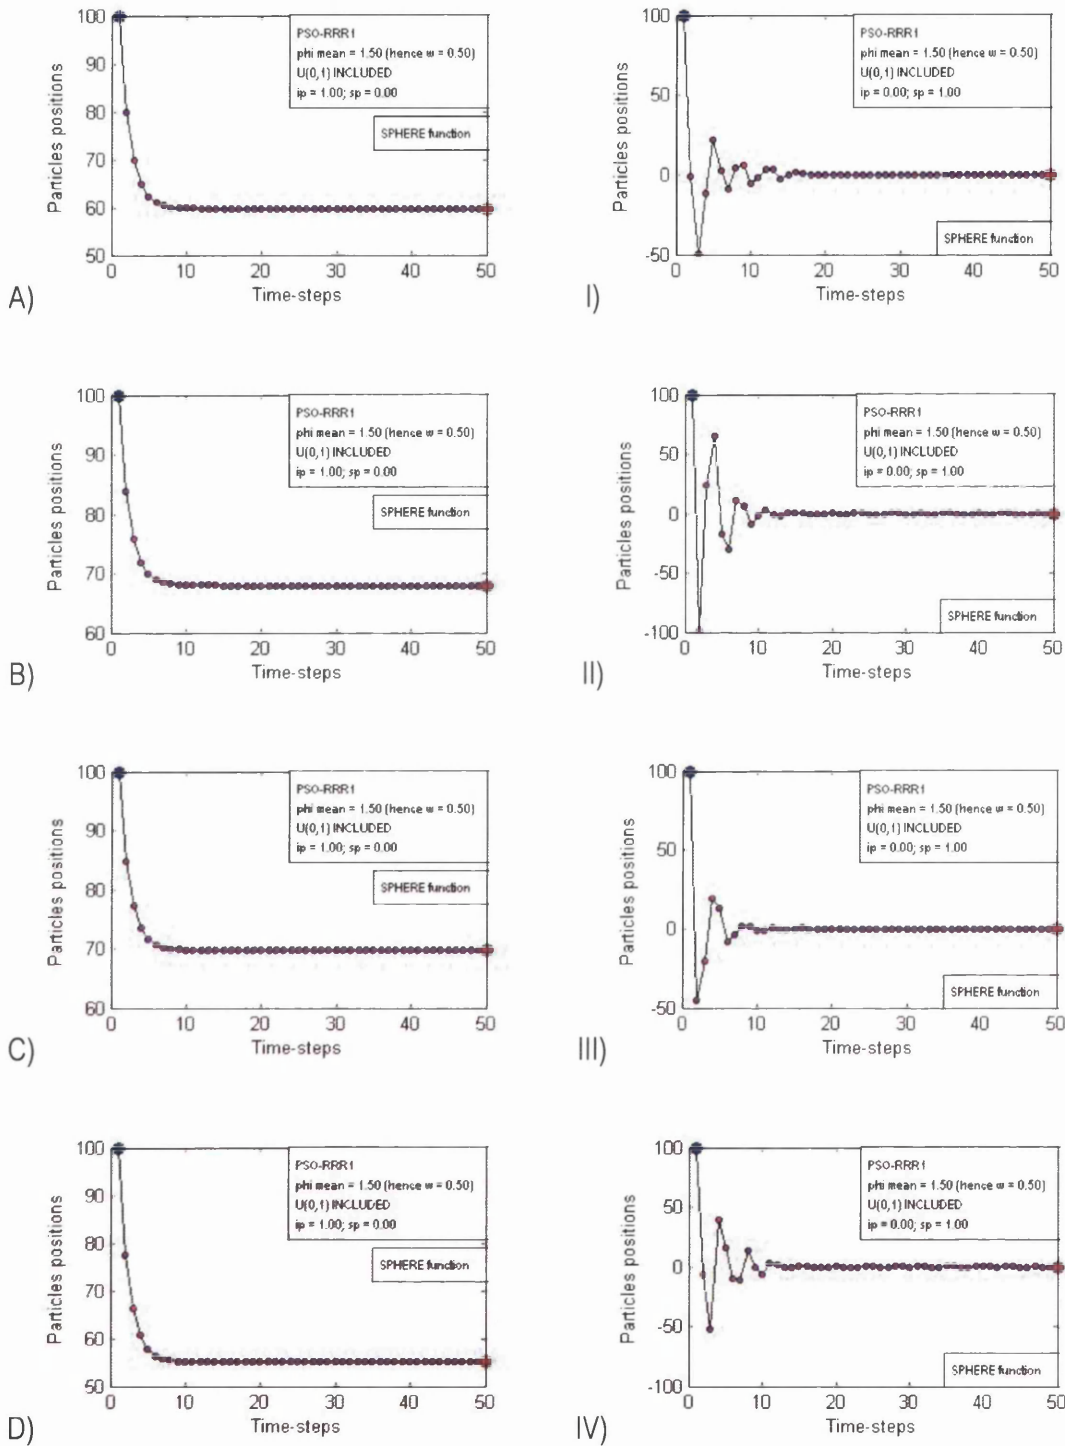 100
90
80
70
60
50
Particles positions
PSO-RRR1
phi mean = 1.50 (hence w = 0.50)
U(0,1) INCLUDED
ip = 1.00; sp = 0.00
SPHERE function
0 10 20 30 40 50
Time-steps
A)
100
50
0
-50
Particles positions
PSO-RRR1
phi mean = 1.50 (hence w = 0.50)
U(0,1) INCLUDED
ip = 0.00; sp = 1.00
SPHERE function
0 10 20 30 40 50
Time-steps
I)
100
90
80
70
60
Particles positions
PSO-RRR1
phi mean = 1.50 (hence w = 0.50)
U(0,1) INCLUDED
ip = 1.00; sp = 0.00
SPHERE function
0 10 20 30 40 50
Time-steps
B)
100
50
0
-50
-100
Particles positions
PSO-RRR1
phi mean = 1.50 (hence w = 0.50)
U(0,1) INCLUDED
ip = 0.00; sp = 1.00
SPHERE function
0 10 20 30 40 50
Time-steps
II)
100
90
80
70
60
Particles positions
PSO-RRR1
phi mean = 1.50 (hence w = 0.50)
U(0,1) INCLUDED
ip = 1.00; sp = 0.00
SPHERE function
0 10 20 30 40 50
Time-steps
C)
100
50
0
-50
Particles positions
PSO-RRR1
phi mean = 1.50 (hence w = 0.50)
U(0,1) INCLUDED
ip = 0.00; sp = 1.00
SPHERE function
0 10 20 30 40 50
Time-steps
III)
100
90
80
70
60
50
Particles positions
PSO-RRR1
phi mean = 1.50 (hence w = 0.50)
U(0,1) INCLUDED
ip = 1.00; sp = 0.00
SPHERE function
0 10 20 30 40 50
Time-steps
D)
100
50
0
-50
-100
Particles positions
PSO-RRR1
phi mean = 1.50 (hence w = 0.50)
U(0,1) INCLUDED
ip = 0.00; sp = 1.00
SPHERE function
0 10 20 30 40 50
Time-steps
IV)